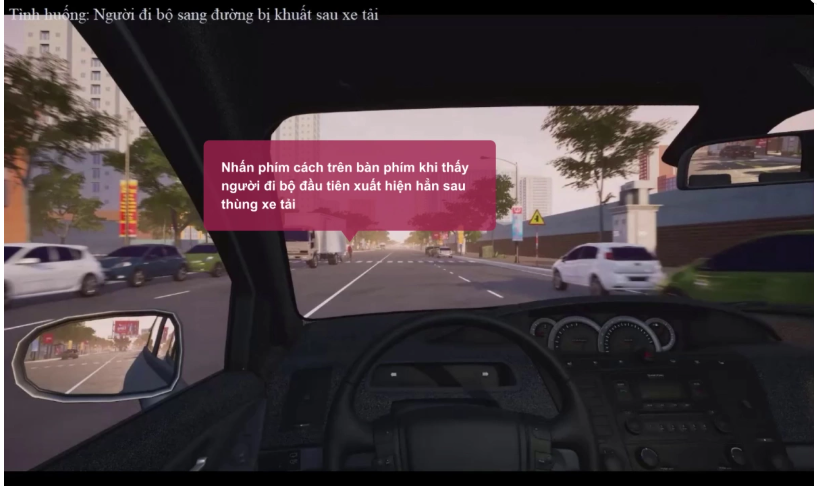 Tình huống: Người đi bộ sang đường bị khuất sau xe tải
Nhấn phím cách trên bàn phím khi thấy
người đi bộ đầu tiên xuất hiện hẳn sau
thùng xe tải